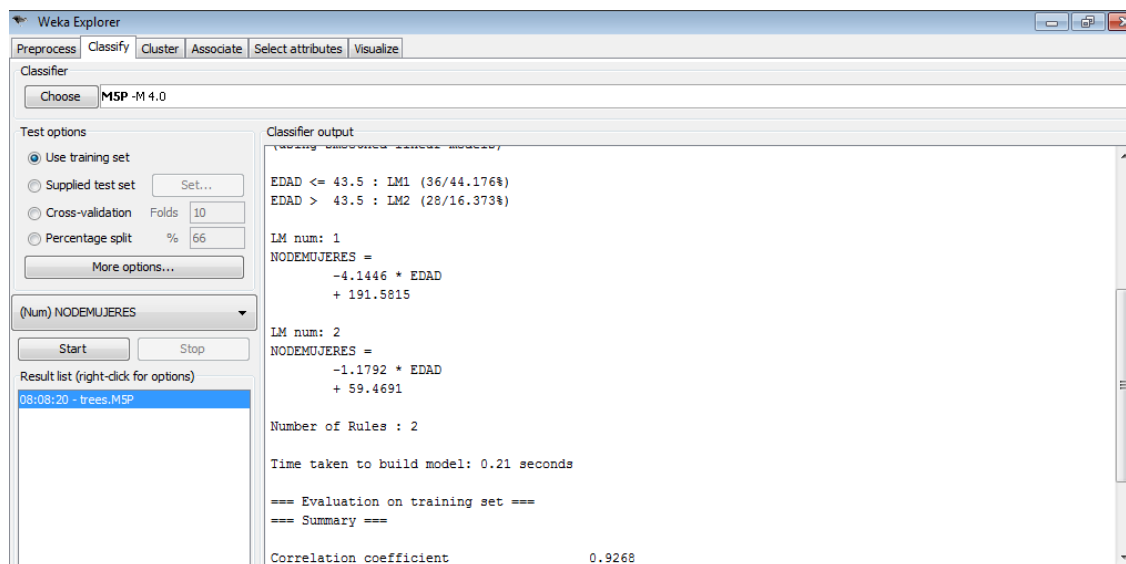 Weka Explorer
Preprocess Classify Cluster Associate Select attributes Visualize
Classifier
Choose M5P -M 4.0
Test options
Use training set
Supplied test set Set...
Cross-validation Folds 10
Percentage split % 66
More options...
(Num) NODEMUJERES
Start Stop
Result list (right-click for options)
08:08:20 - trees.M5P
Classifier output
(using smoothed linear models)
EDAD <= 43.5 : LM1 (36/44.176%)
EDAD > 43.5 : LM2 (28/16.373%)
LM num: 1
NODEMUJERES =
-4.1446 * EDAD
+ 191.5815
LM num: 2
NODEMUJERES =
-1.1792 * EDAD
+ 59.4691
Number of Rules : 2
Time taken to build model: 0.21 seconds
=== Evaluation on training set ===
=== Summary ===
Correlation coefficient 0.9268